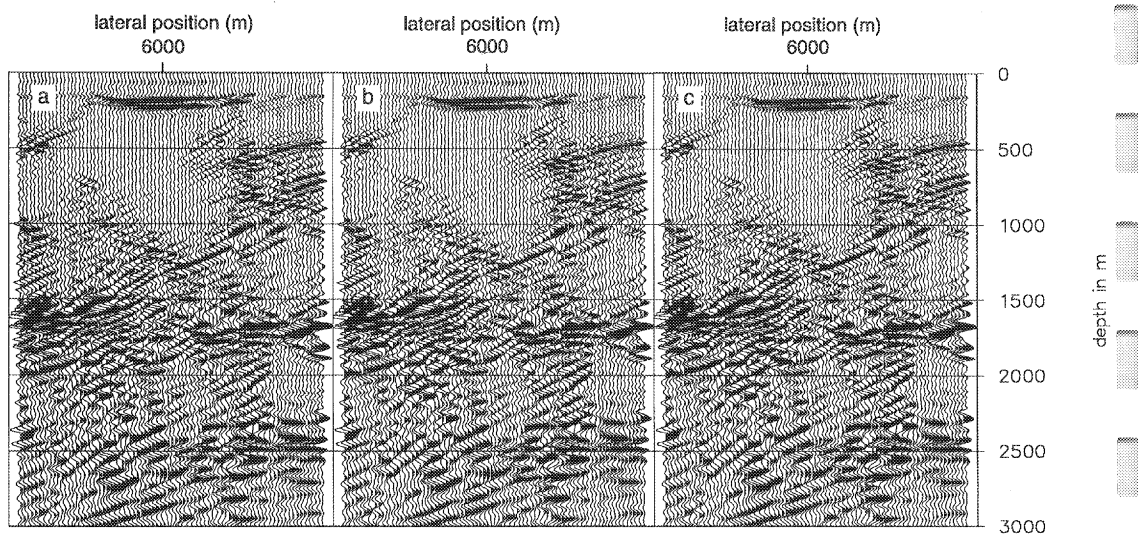 lateral position (m) lateral position (m) lateral position (m)
6000 6000 6000
a b c
0
500
1000
1500
2000
2500
3000
depth in m